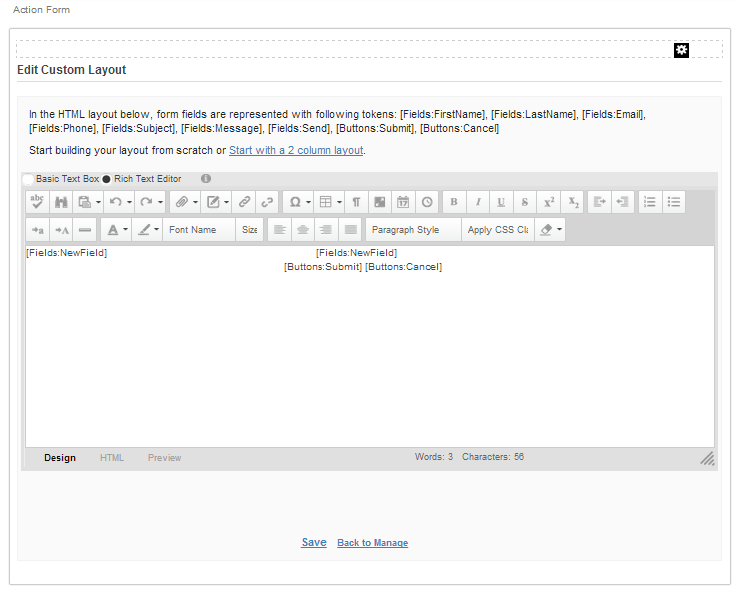 Action Form
Edit Custom Layout
In the HTML layout below, form fields are represented with following tokens: [Fields:FirstName], [Fields:LastName], [Fields:Email],
[Fields:Phone], [Fields:Subject], [Fields:Message], [Fields:Send], [Buttons:Submit], [Buttons:Cancel]
Start building your layout from scratch or Start with a 2 column layout.
Basic Text Box Rich Text Editor
abc Ω ¶ 12 B I U S x² X₂
a A A Font Name Size Paragraph Style Apply CSS Cla
[Fields:NewField] [Fields:NewField]
[Buttons:Submit] [Buttons:Cancel]
Design HTML Preview Words: 3 Characters: 56
Save Back to Manage